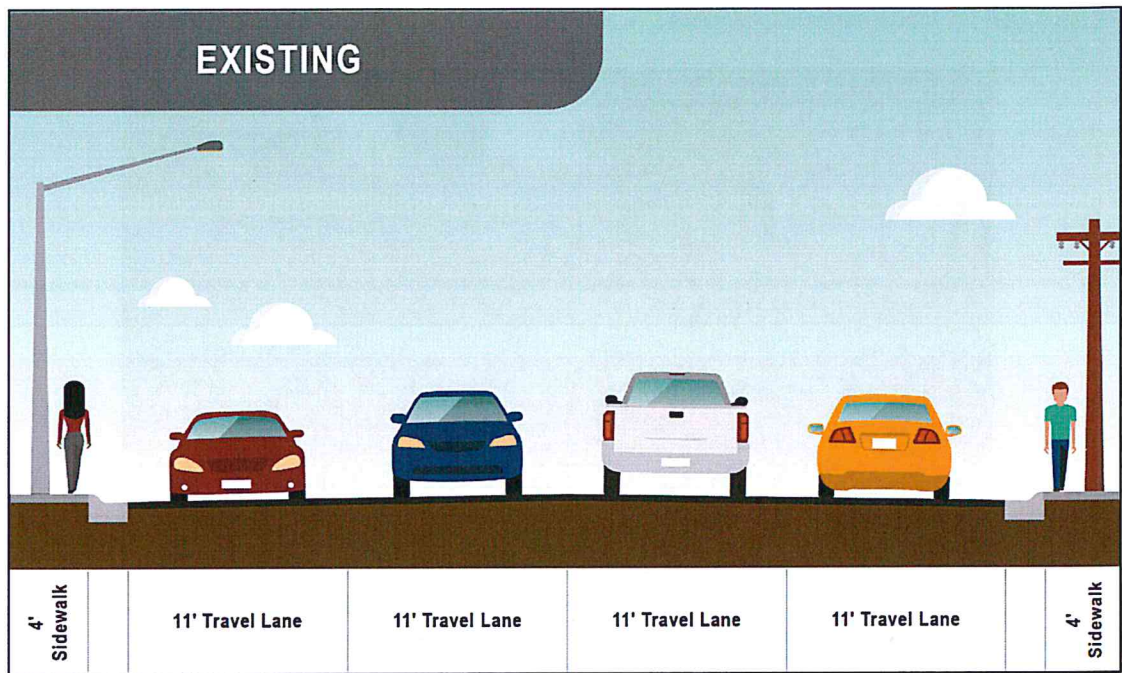 EXISTING
4'
Sidewalk
11' Travel Lane
11' Travel Lane
11' Travel Lane
11' Travel Lane
4'
Sidewalk